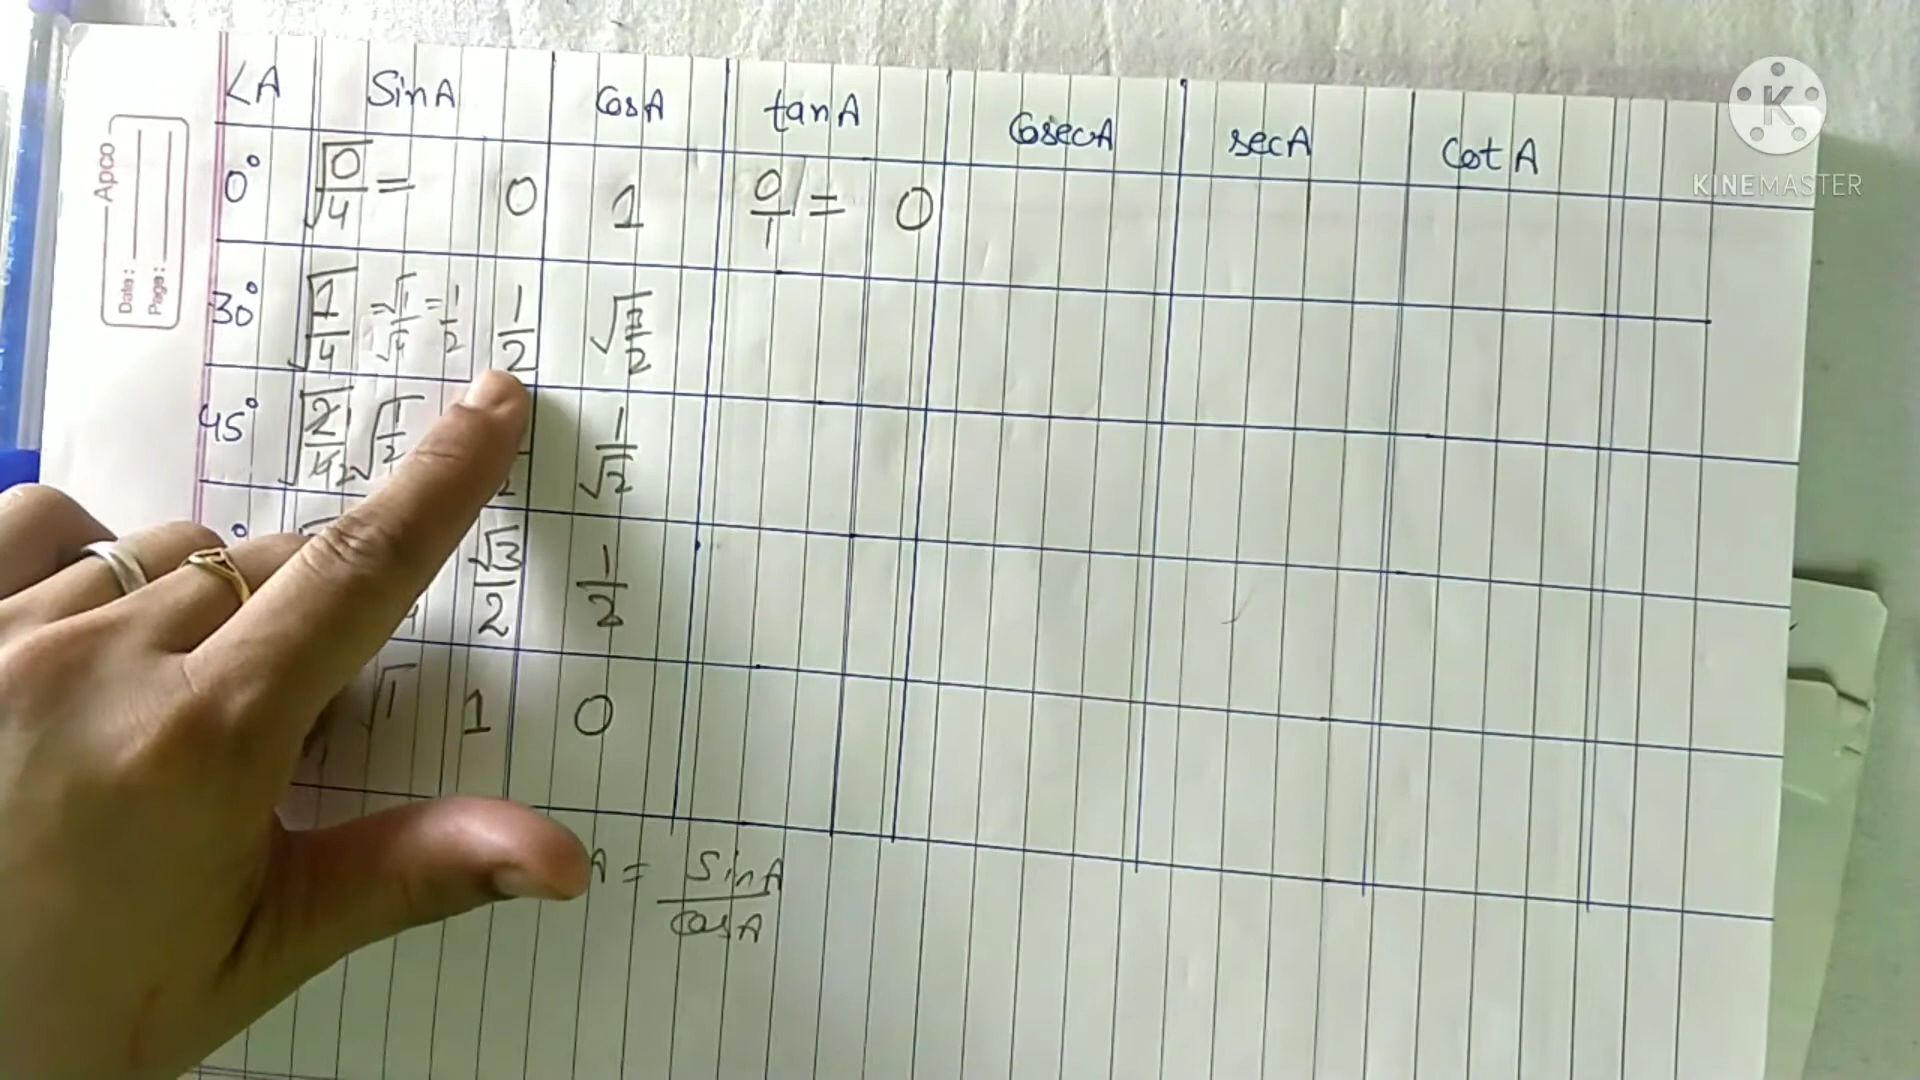 <A SinA CosA tanA CosecA secA Cot A
0° √0/4 = 0 1 0/1 = 0
30° √1/4 = √1/√4 = 1/2 1/2 √3/2
45° √2/4 2 √1/2 1/√2
√3/2 1/2
√1 1 0
A = SinA/CosA
Apco
Date:
Page:
KINEMASTER